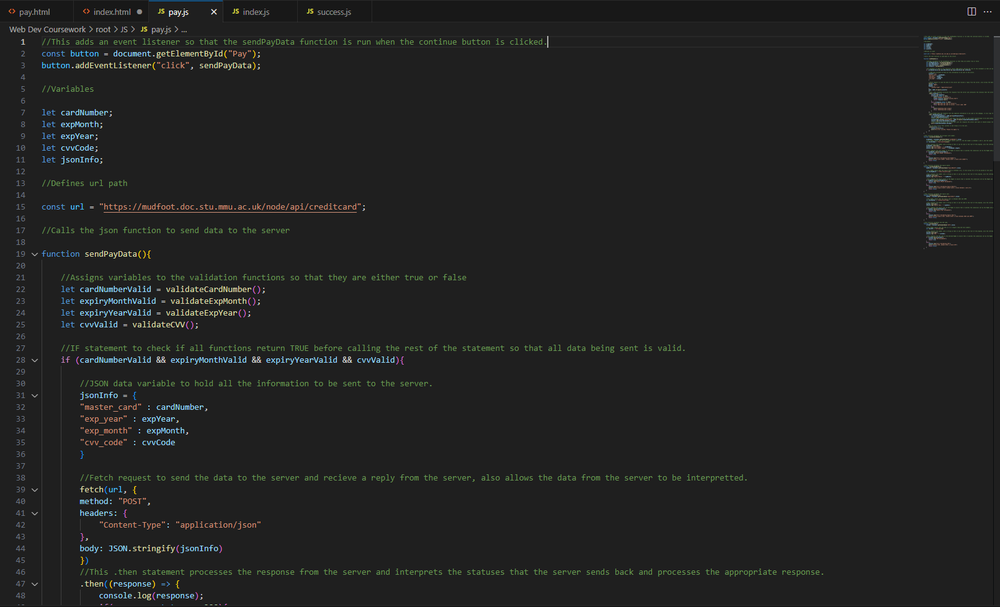 pay.html
index.html
JS pay.js
JS index.js
JS success.js
Web Dev Coursework > root > JS > JS pay.js > ...
1 //This adds an event listener so that the sendPayData function is run when the continue button is clicked.
2 const button = document.getElementById("Pay");
3 button.addEventListener("click", sendPayData);
4
5 //Variables
6
7 let cardNumber;
8 let expMonth;
9 let expYear;
10 let cvvCode;
11 let jsonInfo;
12
13 //Defines url path
14
15 const url = "https://mudfoot.doc.stu.mmu.ac.uk/node/api/creditcard";
16
17 //Calls the json function to send data to the server
18
19 function sendPayData(){
20
21 //Assigns variables to the validation functions so that they are either true or false
22 let cardNumberValid = validateCardNumber();
23 let expiryMonthValid = validateExpMonth();
24 let expiryYearValid = validateExpYear();
25 let cvvValid = validateCVV();
26
27 //IF statement to check if all functions return TRUE before calling the rest of the statement so that all data being sent is valid.
28 if (cardNumberValid && expiryMonthValid && expiryYearValid && cvvValid){
29
30 //JSON data variable to hold all the information to be sent to the server.
31 jsonInfo = {
32 "master_card" : cardNumber,
33 "exp_year" : expYear,
34 "exp_month" : expMonth,
35 "cvv_code" : cvvCode
36 }
37
38 //Fetch request to send the data to the server and recieve a reply from the server, also allows the data from the server to be interpretted.
39 fetch(url, {
40 method: "POST",
41 headers: {
42 "Content-Type": "application/json"
43 },
44 body: JSON.stringify(jsonInfo)
45 })
46 //This .then statement processes the response from the server and interprets the statuses that the server sends back and processes the appropriate response.
47 .then((response) => {
48 console.log(response);